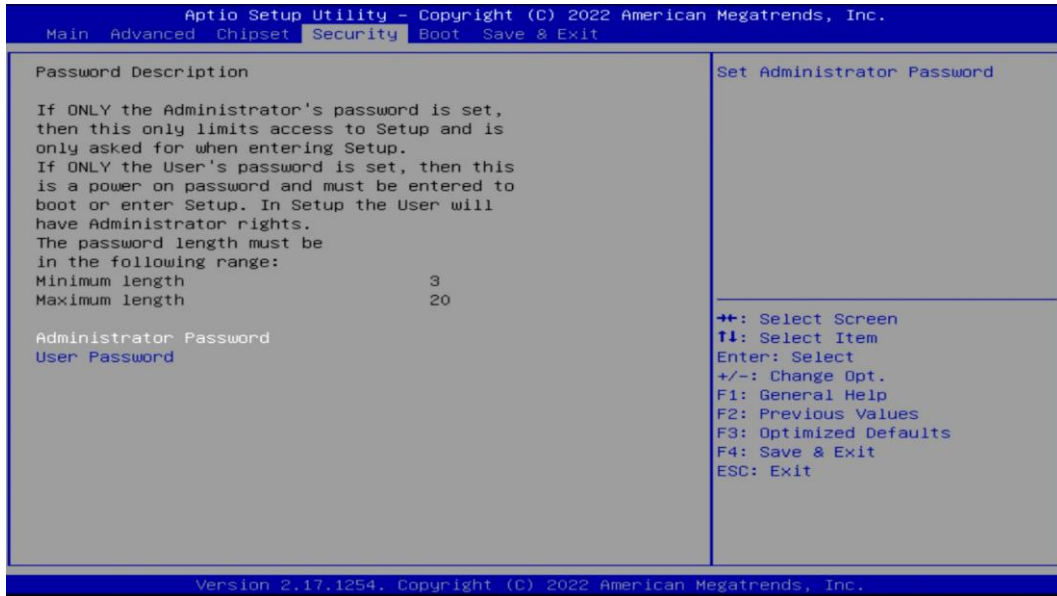 Aptio Setup Utility – Copyright (C) 2022 American Megatrends, Inc.
Main Advanced Chipset Security Boot Save & Exit
Password Description
If ONLY the Administrator's password is set,
then this only limits access to Setup and is
only asked for when entering Setup.
If ONLY the User's password is set, then this
is a power on password and must be entered to
boot or enter Setup. In Setup the User will
have Administrator rights.
The password length must be
in the following range:
Minimum length 3
Maximum length 20
Administrator Password
User Password
Set Administrator Password
→←: Select Screen
↑↓: Select Item
Enter: Select
+/-: Change Opt.
F1: General Help
F2: Previous Values
F3: Optimized Defaults
F4: Save & Exit
ESC: Exit
Version 2.17.1254. Copyright (C) 2022 American Megatrends, Inc.